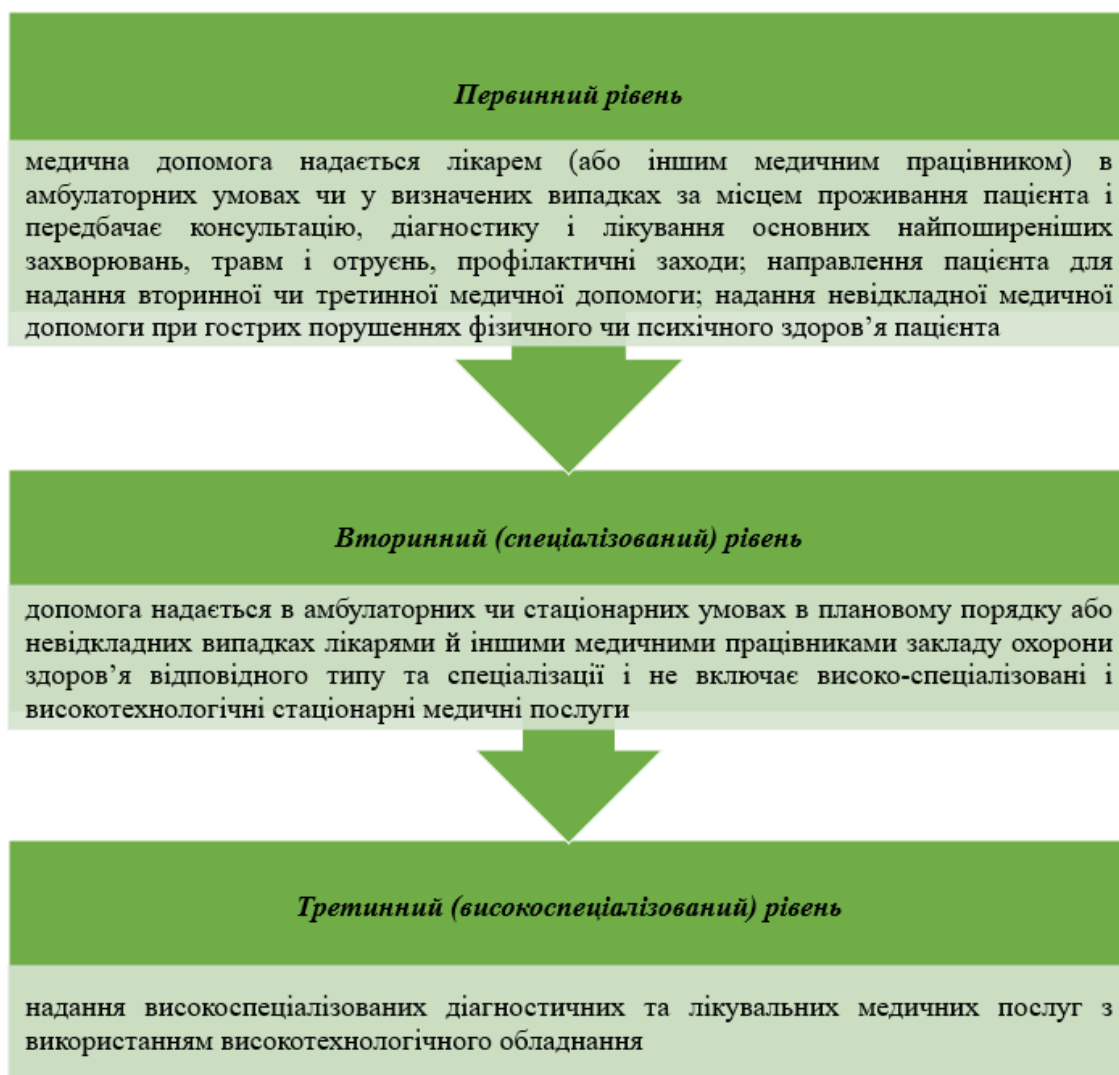 Первинний рівень
медична допомога надається лікарем (або іншим медичним працівником) в
амбулаторних умовах чи у визначених випадках за місцем проживання пацієнта і
передбачає консультацію, діагностику і лікування основних найпоширеніших
захворювань, травм і отруєнь, профілактичні заходи; направлення пацієнта для
надання вторинної чи третинної медичної допомоги; надання невідкладної медичної
допомоги при гострих порушеннях фізичного чи психічного здоров’я пацієнта
Вторинний (спеціалізований) рівень
допомога надається в амбулаторних чи стаціонарних умовах в плановому порядку або
невідкладних випадках лікарями й іншими медичними працівниками закладу охорони
здоров’я відповідного типу та спеціалізації і не включає високо-спеціалізовані і
високотехнологічні стаціонарні медичні послуги
Третинний (високоспеціалізований) рівень
надання високоспеціалізованих діагностичних та лікувальних медичних послуг з
використанням високотехнологічного обладнання